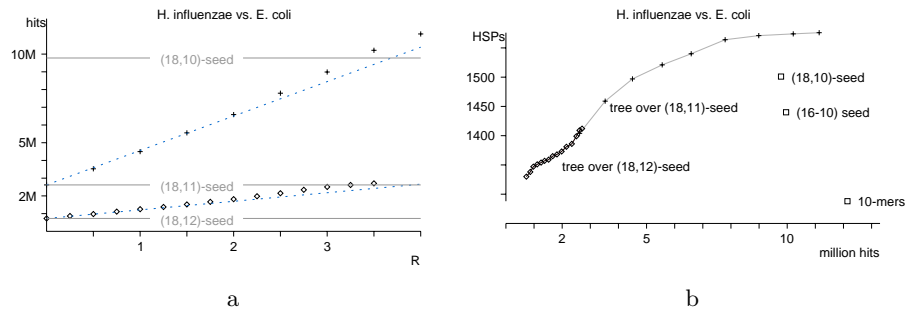 H. influenzae vs. E. coli
hits
10M
(18,10)-seed
5M
(18,11)-seed
2M
(18,12)-seed
1
2
3
R
a
H. influenzae vs. E. coli
HSPs
1500
(18,10)-seed
1450
tree over (18,11)-seed
(16-10) seed
1400
tree over (18,12)-seed
10-mers
2
5
10
million hits
b